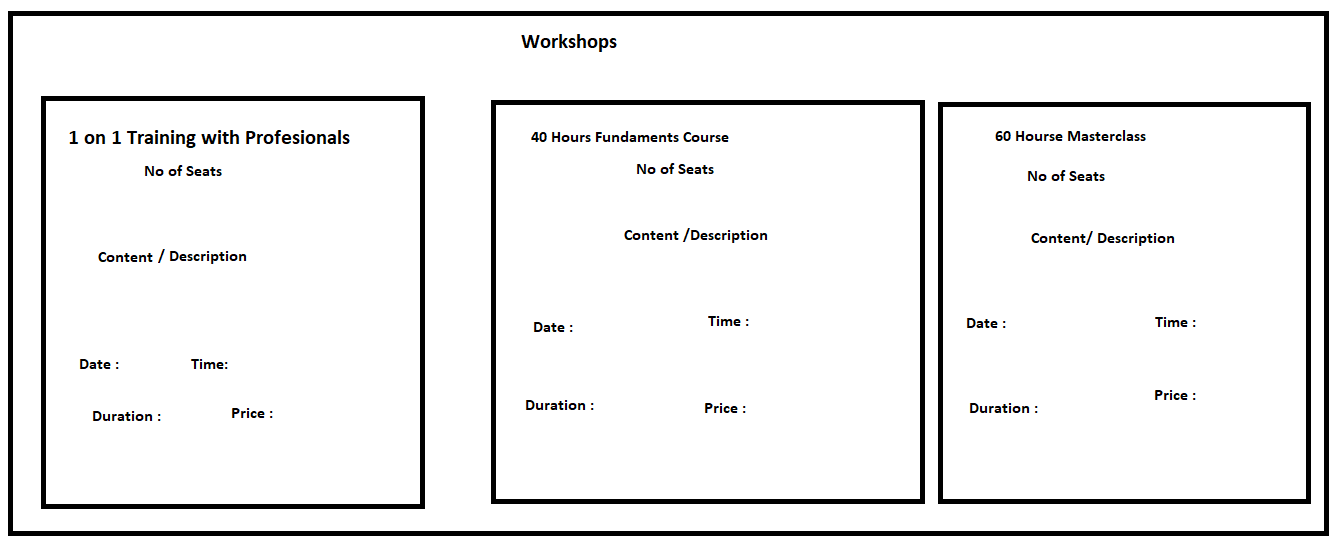 Workshops
1 on 1 Training with Profesionals
No of Seats
Content / Description
Date :
Time:
Duration :
Price :
40 Hours Fundaments Course
No of Seats
Content /Description
Date :
Time :
Duration :
Price :
60 Hourse Masterclass
No of Seats
Content/ Description
Date :
Time :
Duration :
Price :